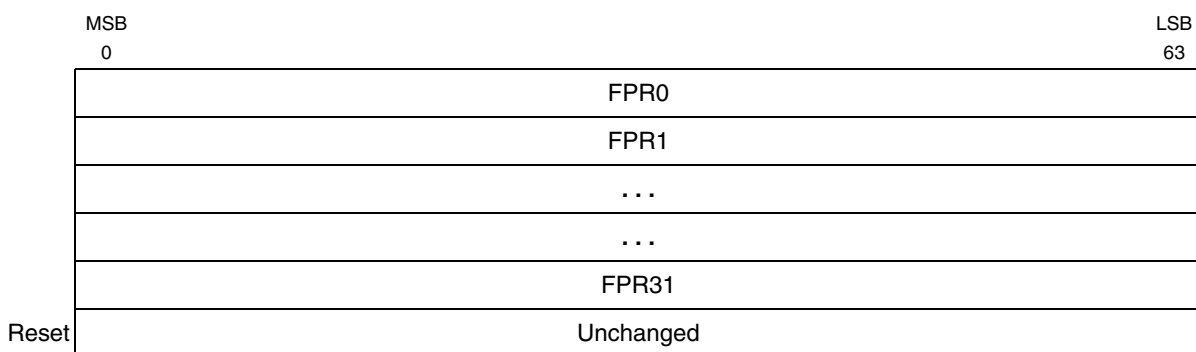 MSB LSB
0 63
FPR0
FPR1
. . .
. . .
FPR31
Reset Unchanged